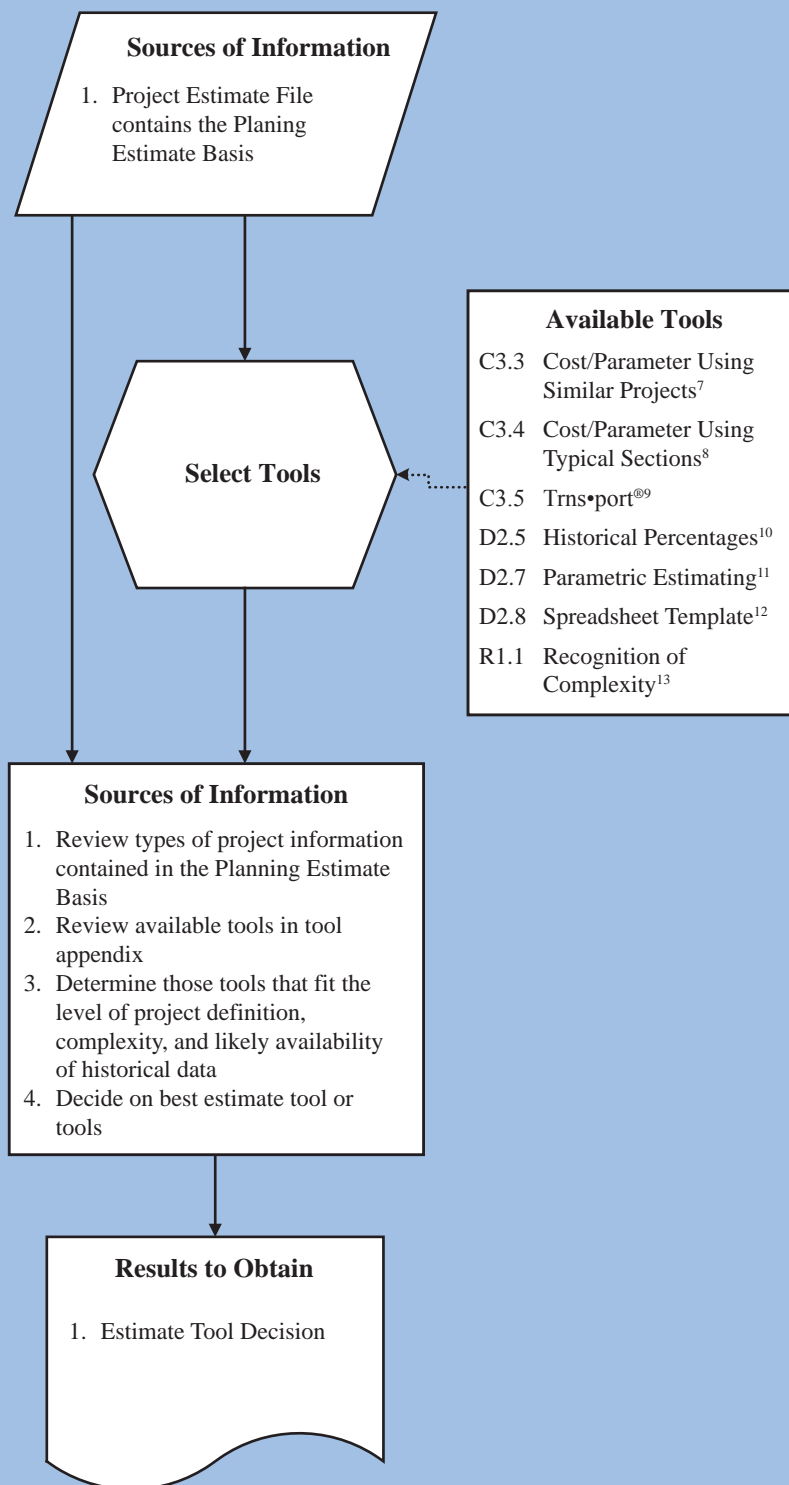 Sources of Information
1. Project Estimate File
contains the Planing
Estimate Basis
Select Tools
Available Tools
C3.3 Cost/Parameter Using
Similar Projects⁷
C3.4 Cost/Parameter Using
Typical Sections⁸
C3.5 Trns•port®⁹
D2.5 Historical Percentages¹⁰
D2.7 Parametric Estimating¹¹
D2.8 Spreadsheet Template¹²
R1.1 Recognition of
Complexity¹³
Sources of Information
1. Review types of project information
contained in the Planning Estimate
Basis
2. Review available tools in tool
appendix
3. Determine those tools that fit the
level of project definition,
complexity, and likely availability
of historical data
4. Decide on best estimate tool or
tools
Results to Obtain
1. Estimate Tool Decision